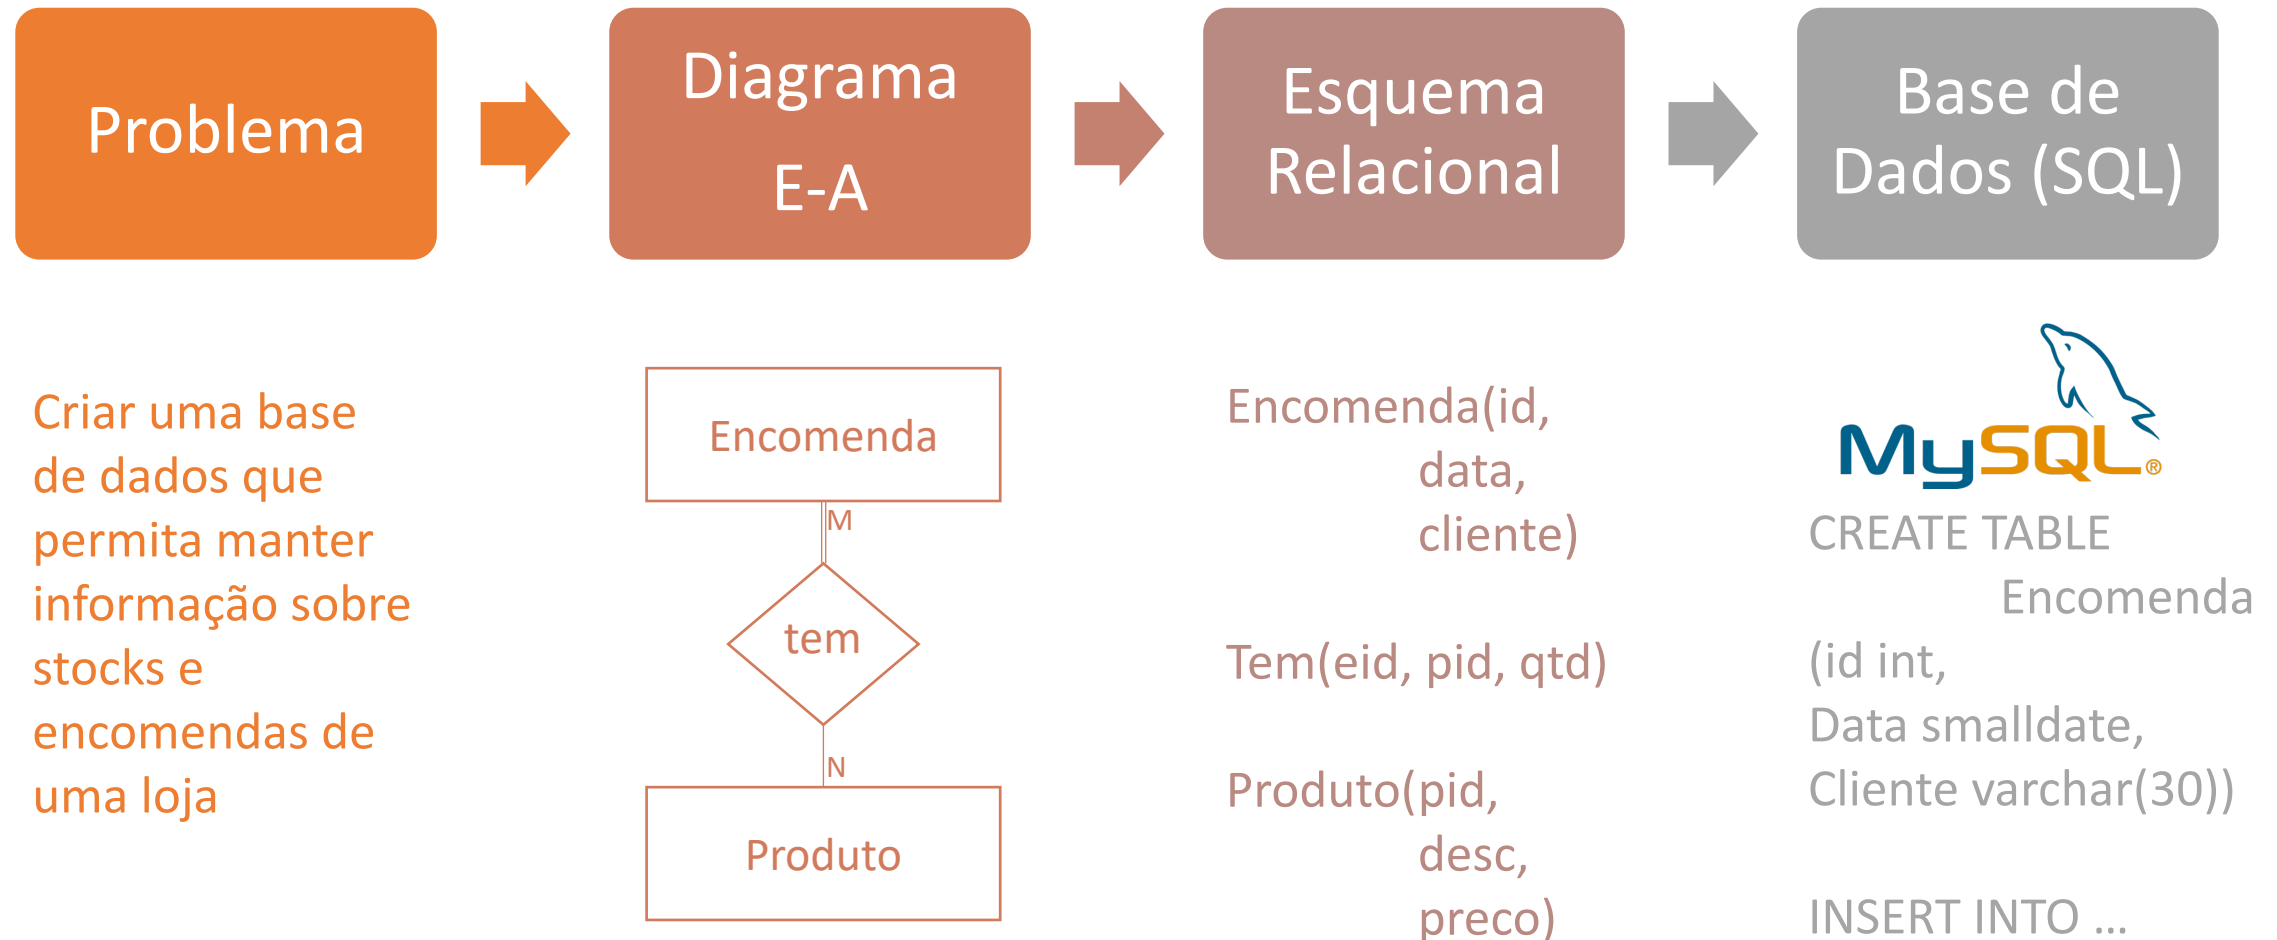 Problema
Diagrama
E-A
Esquema
Relacional
Base de
Dados (SQL)
Criar uma base
de dados que
permita manter
informação sobre
stocks e
encomendas de
uma loja
Encomenda
M
tem
N
Produto
Encomenda(id,
data,
cliente)
Tem(eid, pid, qtd)
Produto(pid,
desc,
preco)
MySQL®
CREATE TABLE
Encomenda
(id int,
Data smalldate,
Cliente varchar(30))
INSERT INTO ...